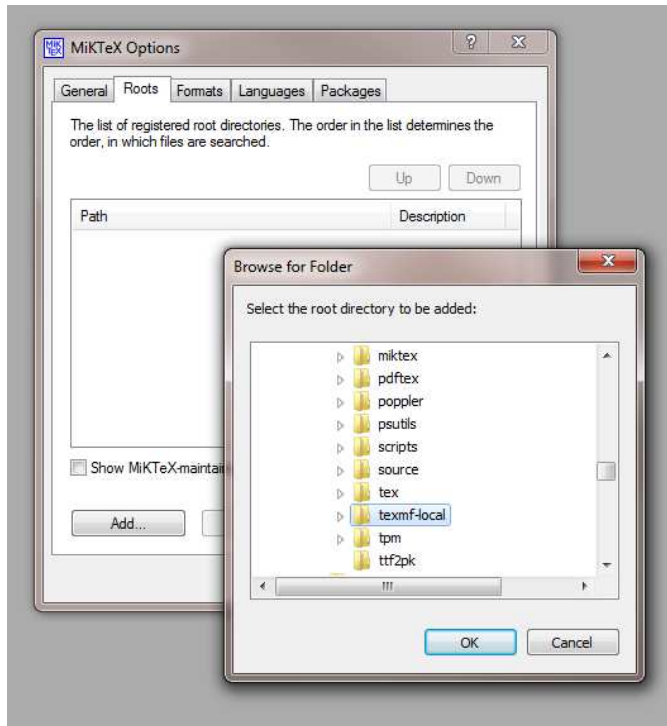 MiKTeX Options
General Roots Formats Languages Packages
The list of registered root directories. The order in the list determines the
order, in which files are searched.
Up Down
Path Description
Browse for Folder
Select the root directory to be added:
miktex
pdftex
poppler
psutils
scripts
source
tex
texmf-local
tpm
ttf2pk
Show MiKTeX-maintai
Add...
OK Cancel